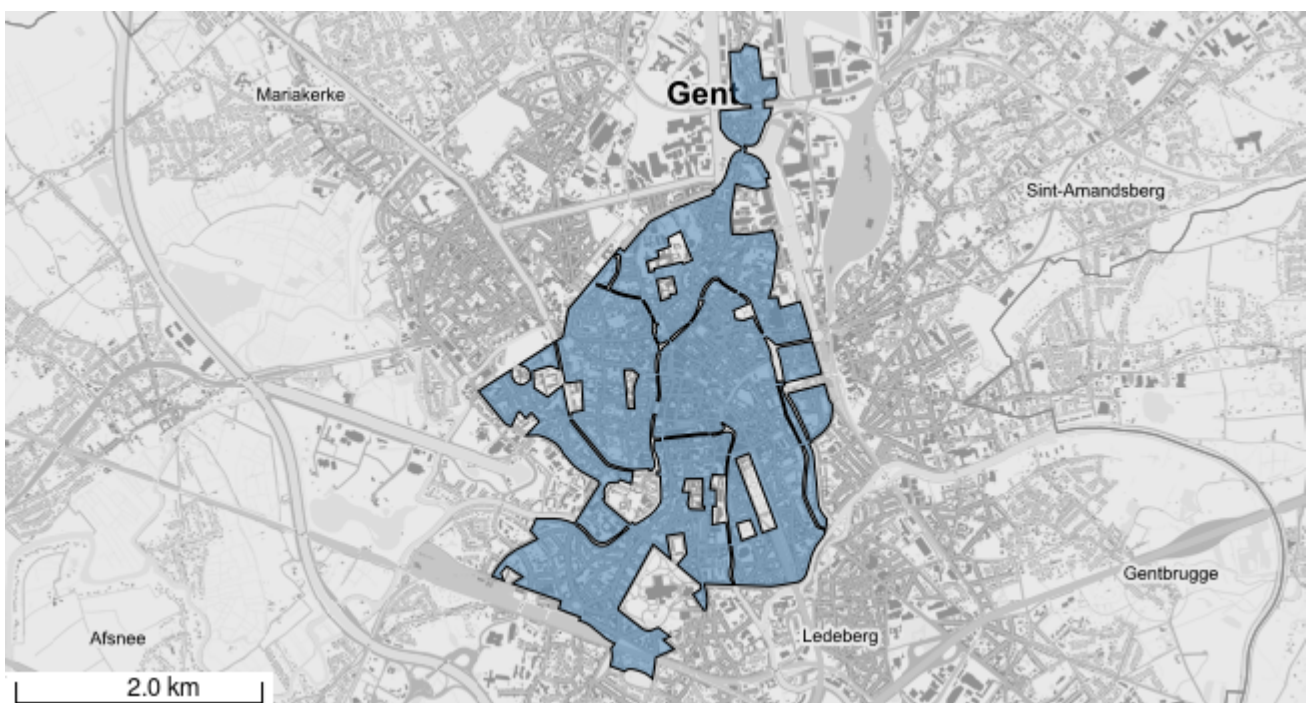 Gent
Mariakerke
Sint-Amandsberg
Gentbrugge
Afsnee
Ledeberg
2.0 km